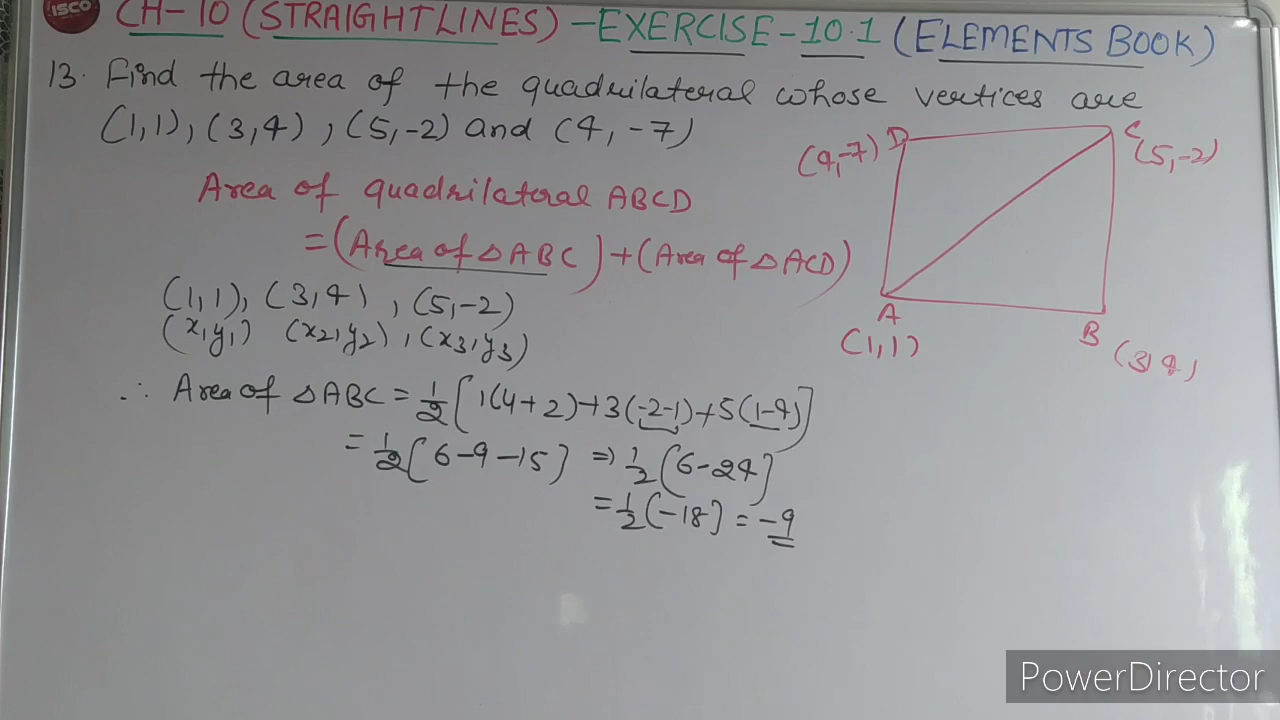 ISCO
CH-10 (STRAIGHT LINES) - EXERCISE - 10.1 (ELEMENTS BOOK)
13. Find the area of the quadrilateral whose vertices are
(1,1), (3,4), (5,-2) and (4,-7)
Area of quadrilateral ABCD
= (Area of △ABC) + (Area of △ACD)
(1,1), (3,4), (5,-2)
(x₁y₁) (x₂,y₂), (x₃,y₃)
∴ Area of △ABC = 1/2 [1(4+2)+3(-2-1)+5(1-4)]
= 1/2 [6-9-15] ⇒ 1/2 [6-24]
= 1/2 [-18] = -9
(4,-7) D
C (5,-2)
A
(1,1)
B (3,4)
PowerDirector